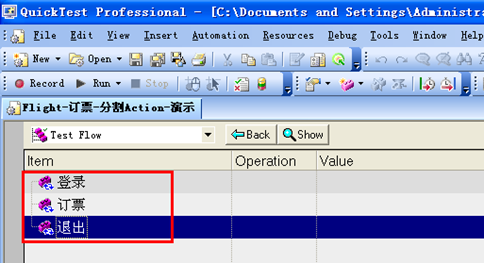 QuickTest Professional - [C:\Documents and Settings\Administra
File Edit View Insert Automation Resources Debug Tools Window Help
New Open
Record Run Stop
Flight-订票-分割Action-演示
Test Flow Back Show
Item Operation Value
登录
订票
退出